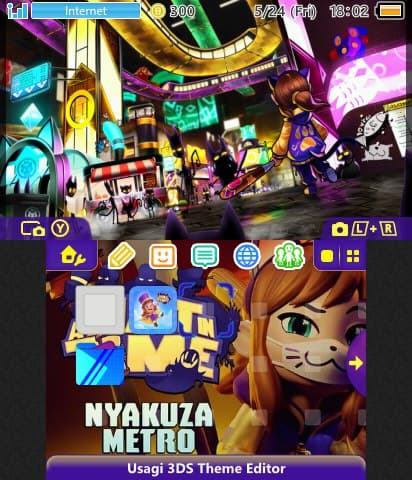 Internet 300 5/24 (Fri) 18:02
Y L+R
A HAT IN
TIME
NYAKUZA
METRO
Usagi 3DS Theme Editor